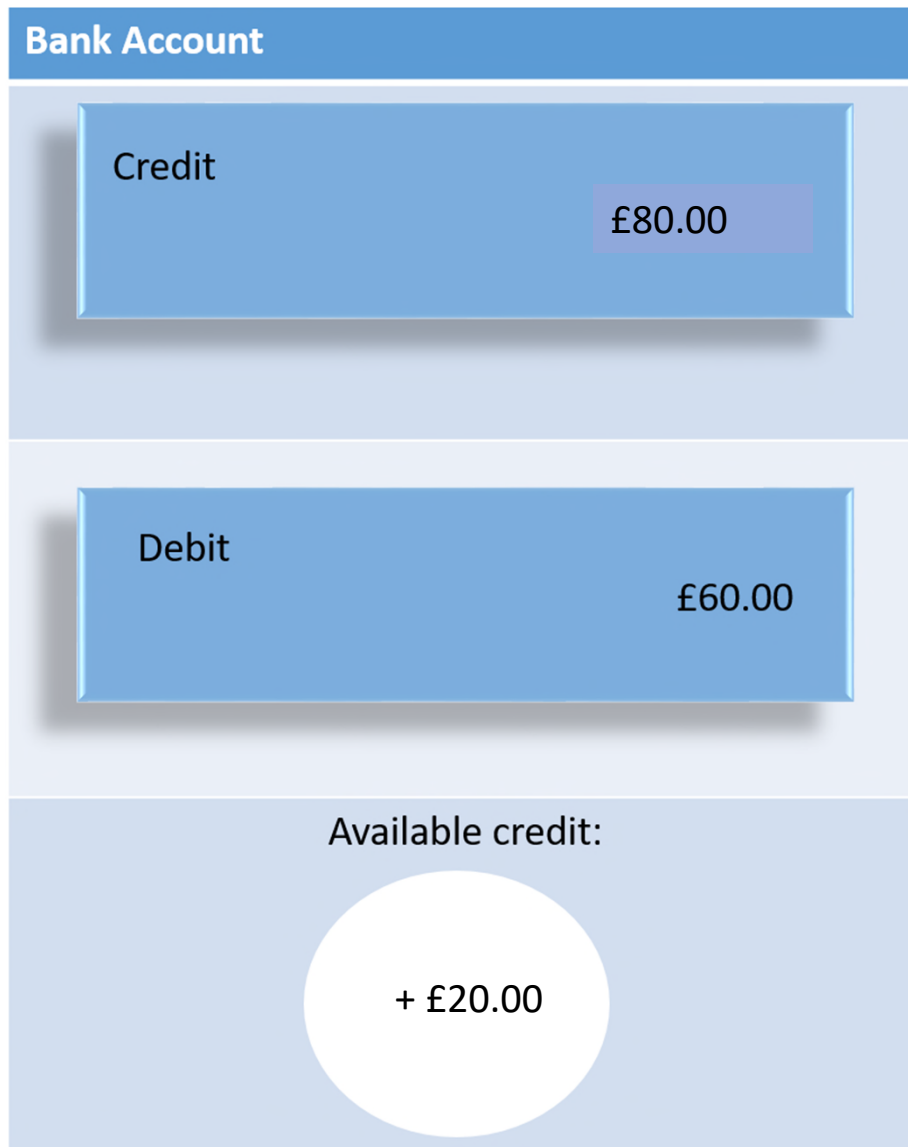 Bank Account
Credit
£80.00
Debit
£60.00
Available credit:
+ £20.00